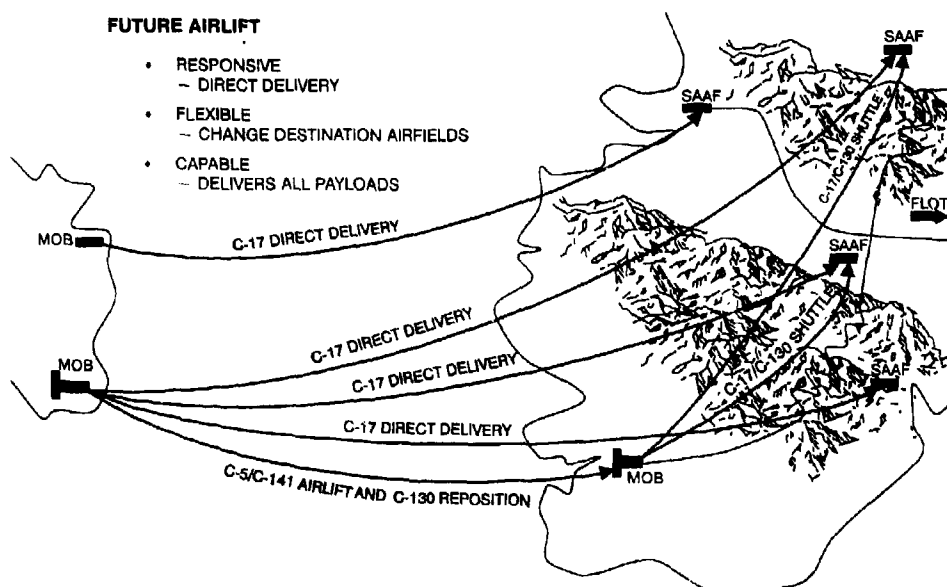 FUTURE AIRLIFT
• RESPONSIVE
– DIRECT DELIVERY
• FLEXIBLE
– CHANGE DESTINATION AIRFIELDS
• CAPABLE
– DELIVERS ALL PAYLOADS
SAAF
SAAF
C-17/C-130 SHUTTLE
FLOT
MOB
C-17 DIRECT DELIVERY
SAAF
C-17 DIRECT DELIVERY
MOB
C-17 DIRECT DELIVERY
C-17/C-130 SHUTTLE
SAAF
C-17 DIRECT DELIVERY
C-5/C-141 AIRLIFT AND C-130 REPOSITION
MOB